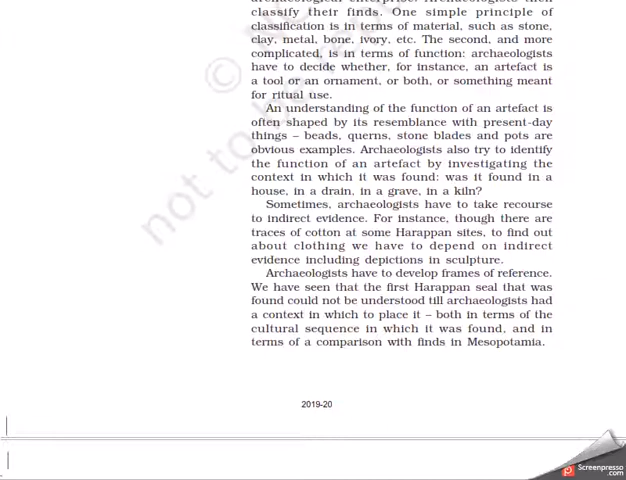 archaeological enterprise. Archaeologists then
classify their finds. One simple principle of
classification is in terms of material, such as stone,
clay, metal, bone, ivory, etc. The second, and more
complicated, is in terms of function: archaeologists
have to decide whether, for instance, an artefact is
a tool or an ornament, or both, or something meant
for ritual use.
An understanding of the function of an artefact is
often shaped by its resemblance with present-day
things – beads, querns, stone blades and pots are
obvious examples. Archaeologists also try to identify
the function of an artefact by investigating the
context in which it was found: was it found in a
house, in a drain, in a grave, in a kiln?
Sometimes, archaeologists have to take recourse
to indirect evidence. For instance, though there are
traces of cotton at some Harappan sites, to find out
about clothing we have to depend on indirect
evidence including depictions in sculpture.
Archaeologists have to develop frames of reference.
We have seen that the first Harappan seal that was
found could not be understood till archaeologists had
a context in which to place it – both in terms of the
cultural sequence in which it was found, and in
terms of a comparison with finds in Mesopotamia.
© N
not to be
2019-20
Screenpresso
.com